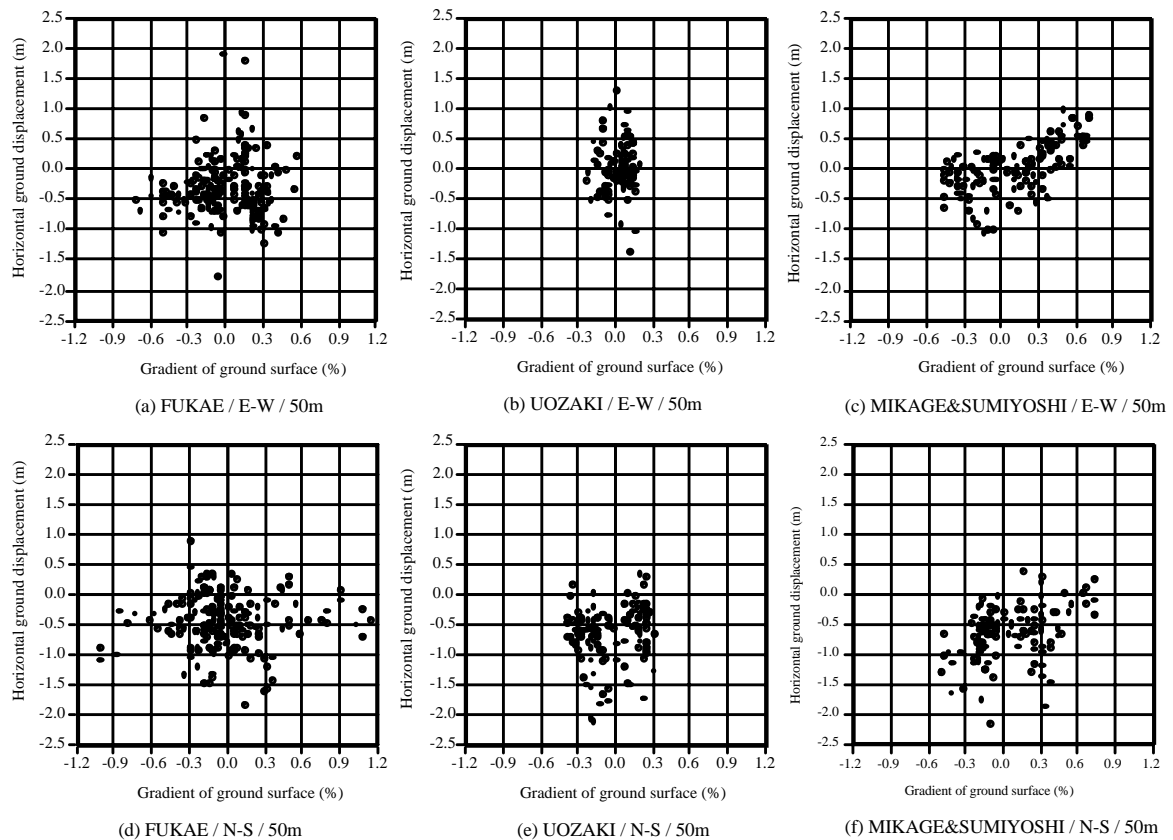 Horizontal ground displacement (m)
2.5
2.0
1.5
1.0
0.5
0.0
-0.5
-1.0
-1.5
-2.0
-2.5
-1.2 -0.9 -0.6 -0.3 0.0 0.3 0.6 0.9 1.2
Gradient of ground surface (%)
(a) FUKAE / E-W / 50m
Horizontal ground displacement (m)
2.5
2.0
1.5
1.0
0.5
0.0
-0.5
-1.0
-1.5
-2.0
-2.5
-1.2 -0.9 -0.6 -0.3 0.0 0.3 0.6 0.9 1.2
Gradient of ground surface (%)
(b) UOZAKI / E-W / 50m
Horizontal ground displacement (m)
2.5
2.0
1.5
1.0
0.5
0.0
-0.5
-1.0
-1.5
-2.0
-2.5
-1.2 -0.9 -0.6 -0.3 0.0 0.3 0.6 0.9 1.2
Gradient of ground surface (%)
(c) MIKAGE&SUMIYOSHI / E-W / 50m
Horizontal ground displacement (m)
2.5
2.0
1.5
1.0
0.5
0.0
-0.5
-1.0
-1.5
-2.0
-2.5
-1.2 -0.9 -0.6 -0.3 0.0 0.3 0.6 0.9 1.2
Gradient of ground surface (%)
(d) FUKAE / N-S / 50m
Horizontal ground displacement (m)
2.5
2.0
1.5
1.0
0.5
0.0
-0.5
-1.0
-1.5
-2.0
-2.5
-1.2 -0.9 -0.6 -0.3 0.0 0.3 0.6 0.9 1.2
Gradient of ground surface (%)
(e) UOZAKI / N-S / 50m
Horizontal ground displacement (m)
2.5
2.0
1.5
1.0
0.5
0.0
-0.5
-1.0
-1.5
-2.0
-2.5
-1.2 -0.9 -0.6 -0.3 0.0 0.3 0.6 0.9 1.2
Gradient of ground surface (%)
(f) MIKAGE&SUMIYOSHI / N-S / 50m